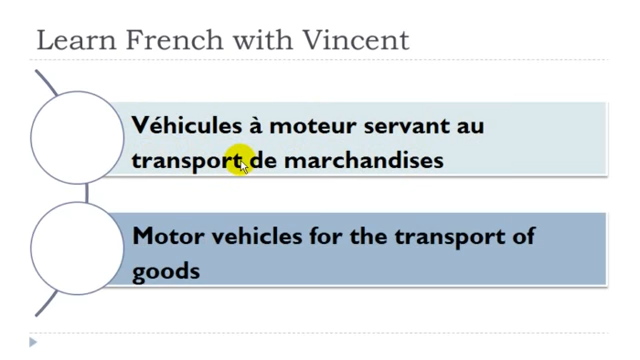 Learn French with Vincent
Véhicules à moteur servant au
transport de marchandises
Motor vehicles for the transport of
goods